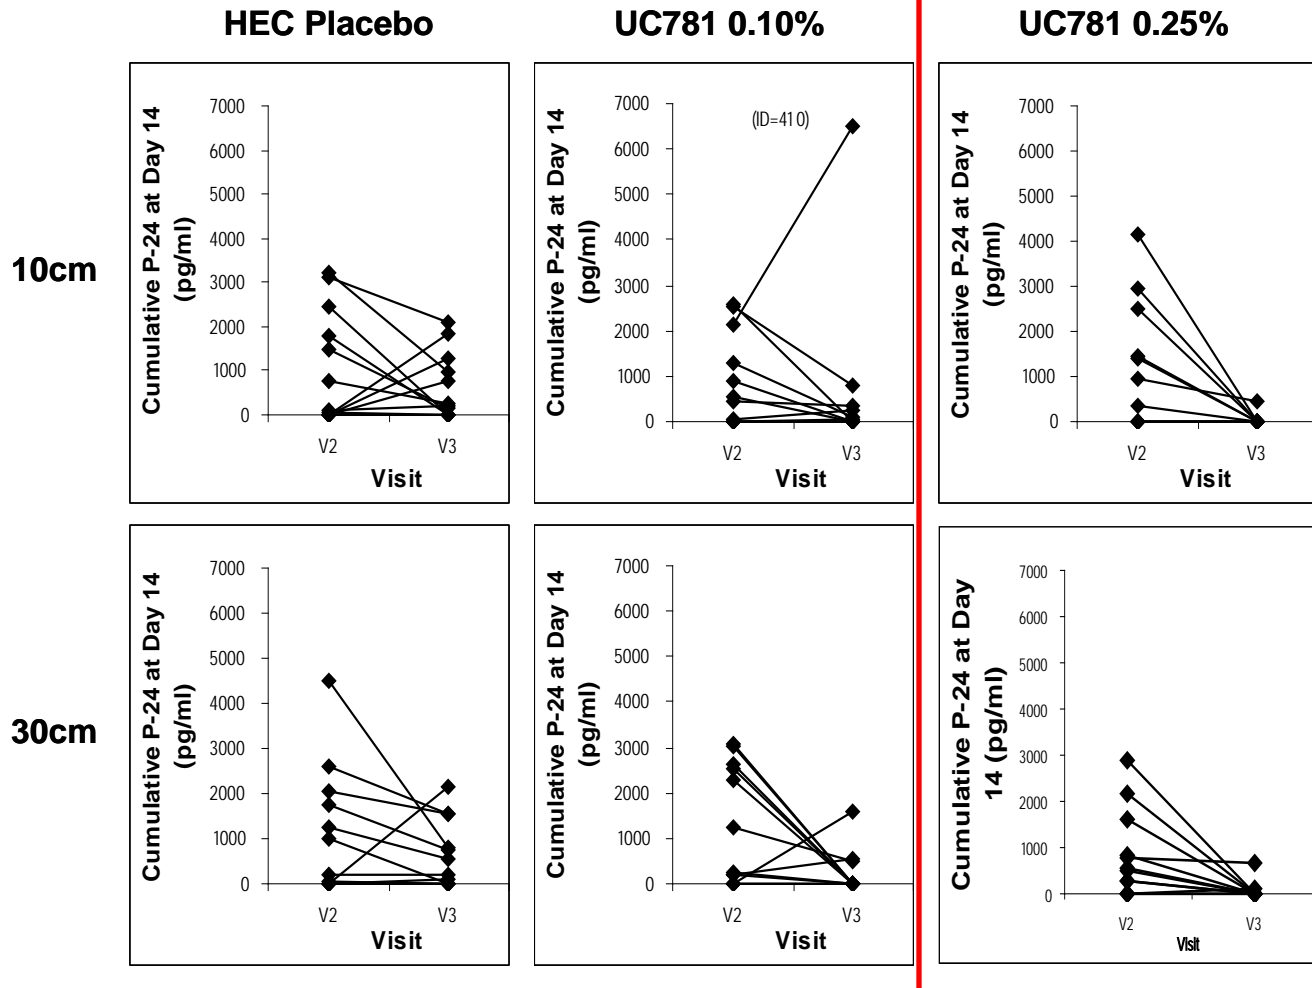 HEC Placebo
UC781 0.10%
UC781 0.25%
10cm
Cumulative P-24 at Day 14
(pg/ml)
7000
6000
5000
4000
3000
2000
1000
0
V2
V3
Visit
Cumulative P-24 at Day 14
(pg/ml)
7000
6000
5000
4000
3000
2000
1000
0
(ID=410)
V2
V3
Visit
Cumulative P-24 at Day 14
(pg/ml)
7000
6000
5000
4000
3000
2000
1000
0
V2
V3
Visit
30cm
Cumulative P-24 at Day 14
(pg/ml)
7000
6000
5000
4000
3000
2000
1000
0
V2
V3
Visit
Cumulative P-24 at Day 14
(pg/ml)
7000
6000
5000
4000
3000
2000
1000
0
V2
V3
Visit
Cumulative P-24 at Day
14 (pg/ml)
7000
6000
5000
4000
3000
2000
1000
0
V2
V3
Visit